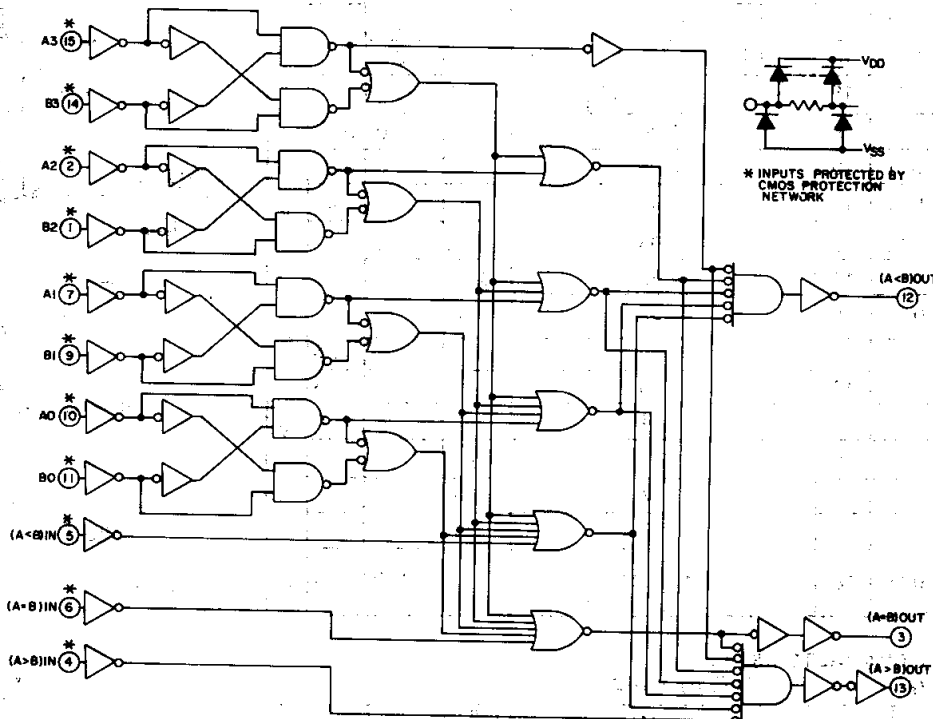 A3 * 15
B3 * 14
A2 * 2
B2 * 1
A1 * 7
B1 * 9
A0 * 10
B0 * 11
(A<B)IN * 5
(A=B)IN * 6
(A>B)IN * 4
VDD
VSS
* INPUTS PROTECTED BY
CMOS PROTECTION
NETWORK
(A<B)OUT
12
(A=B)OUT
3
(A>B)OUT
13